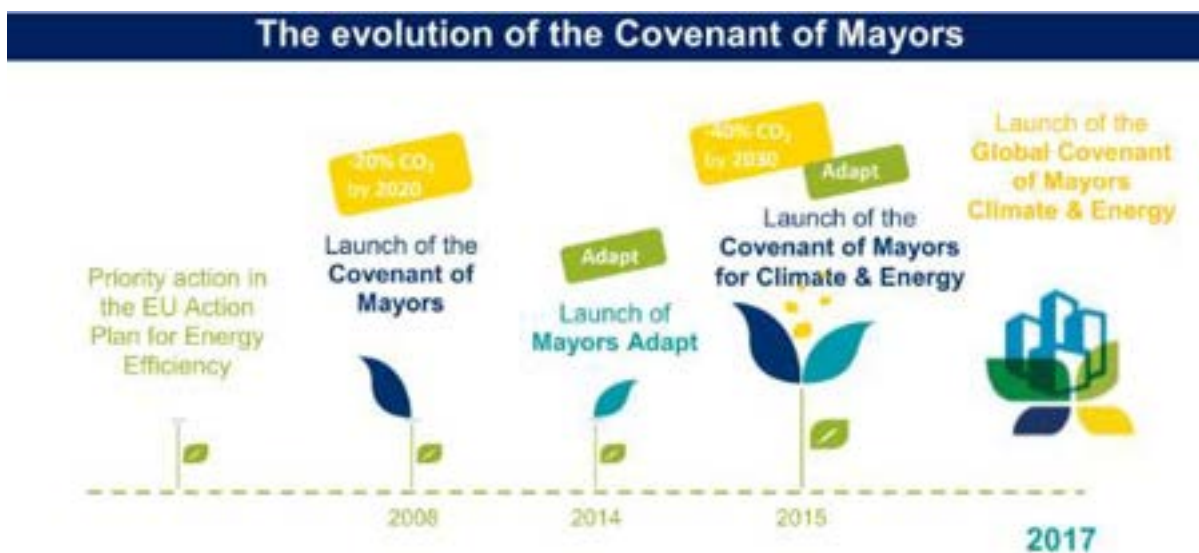 The evolution of the Covenant of Mayors
Priority action in
the EU Action
Plan for Energy
Efficiency
-20% CO₂
by 2020
Launch of the
Covenant of
Mayors
2008
Adapt
Launch of
Mayors Adapt
2014
-40% CO₂
by 2030
Adapt
Launch of the
Covenant of Mayors
for Climate & Energy
2015
Launch of the
Global Covenant
of Mayors
Climate & Energy
2017